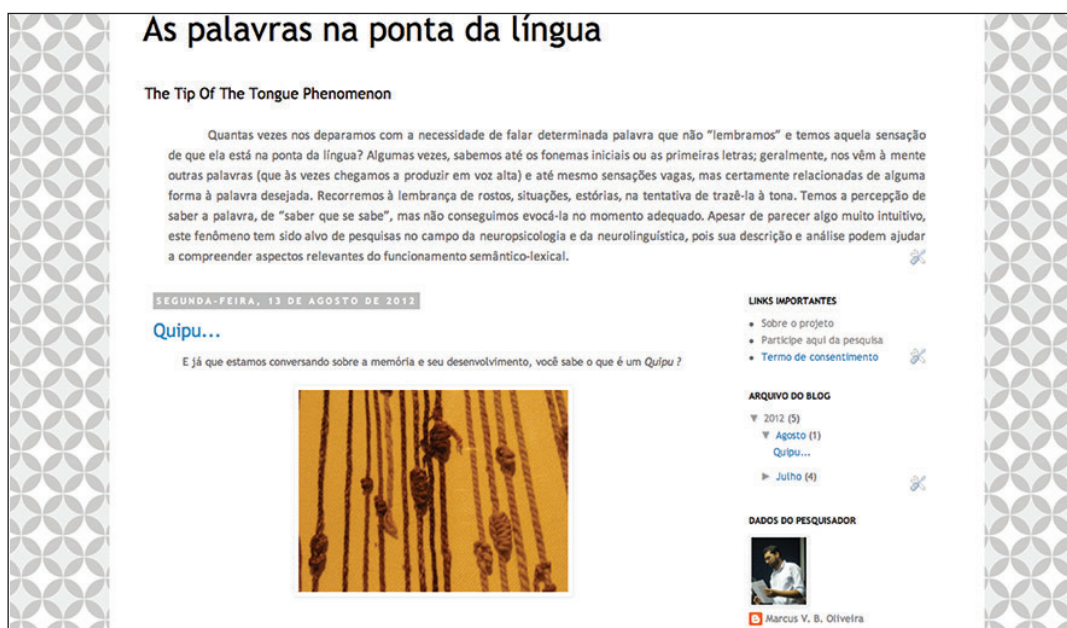 As palavras na ponta da língua
The Tip Of The Tongue Phenomenon
Quantas vezes nos deparamos com a necessidade de falar determinada palavra que não “lembramos” e temos aquela sensação
de que ela está na ponta da língua? Algumas vezes, sabemos até os fonemas iniciais ou as primeiras letras; geralmente, nos vêm à mente
outras palavras (que às vezes chegamos a produzir em voz alta) e até mesmo sensações vagas, mas certamente relacionadas de alguma
forma à palavra desejada. Recorremos à lembrança de rostos, situações, estórias, na tentativa de trazê-la à tona. Temos a percepção de
saber a palavra, de “saber que se sabe”, mas não conseguimos evocá-la no momento adequado. Apesar de parecer algo muito intuitivo,
este fenômeno tem sido alvo de pesquisas no campo da neuropsicologia e da neurolinguística, pois sua descrição e análise podem ajudar
a compreender aspectos relevantes do funcionamento semântico-lexical.
SEGUNDA-FEIRA, 13 DE AGOSTO DE 2012
Quipu...
E já que estamos conversando sobre a memória e seu desenvolvimento, você sabe o que é um Quipu ?
LINKS IMPORTANTES
• Sobre o projeto
• Participe aqui da pesquisa
• Termo de consentimento
ARQUIVO DO BLOG
▼ 2012 (5)
▼ Agosto (1)
Quipu...
► Julho (4)
DADOS DO PESQUISADOR
Marcus V. B. Oliveira